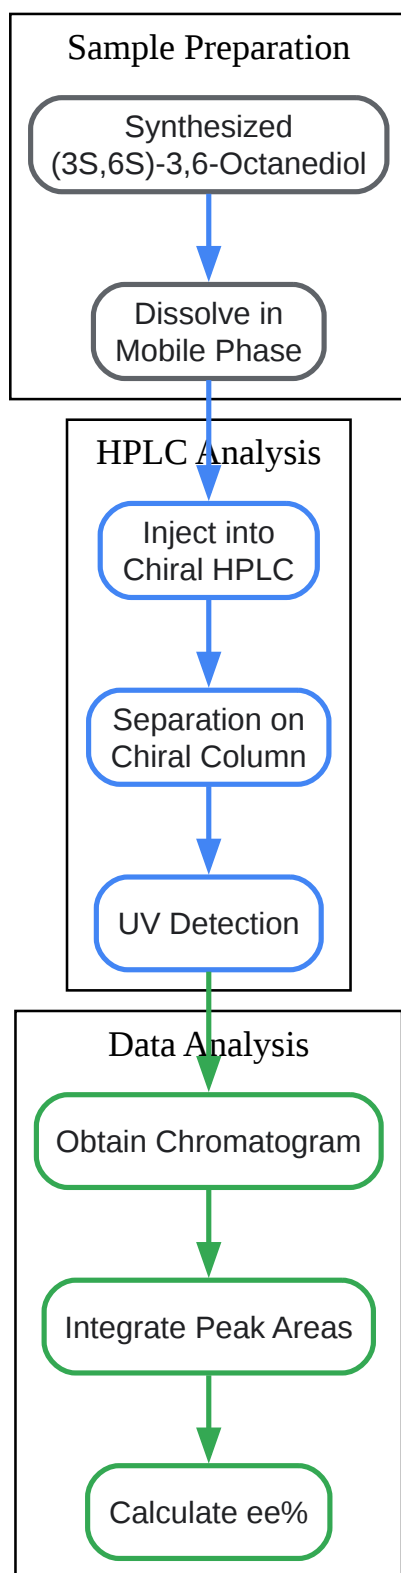 Sample Preparation
Synthesized
(3S,6S)-3,6-Octanediol
Dissolve in
Mobile Phase
HPLC Analysis
Inject into
Chiral HPLC
Separation on
Chiral Column
UV Detection
Data Analysis
Obtain Chromatogram
Integrate Peak Areas
Calculate ee%